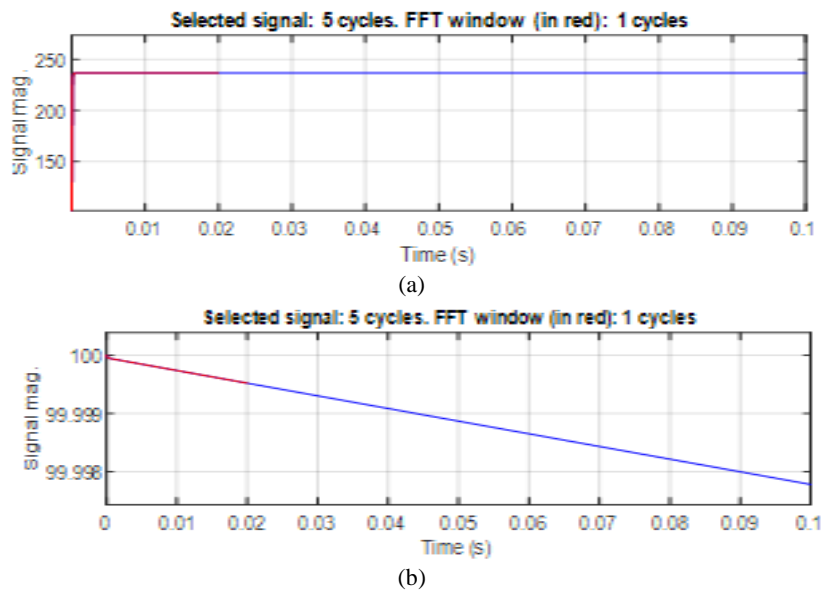 Selected signal: 5 cycles. FFT window (in red): 1 cycles
250
200
150
Signal mag.
0.01 0.02 0.03 0.04 0.05 0.06 0.07 0.08 0.09 0.1
Time (s)
(a)
Selected signal: 5 cycles. FFT window (in red): 1 cycles
100
99.999
99.998
Signal mag.
0 0.01 0.02 0.03 0.04 0.05 0.06 0.07 0.08 0.09 0.1
Time (s)
(b)